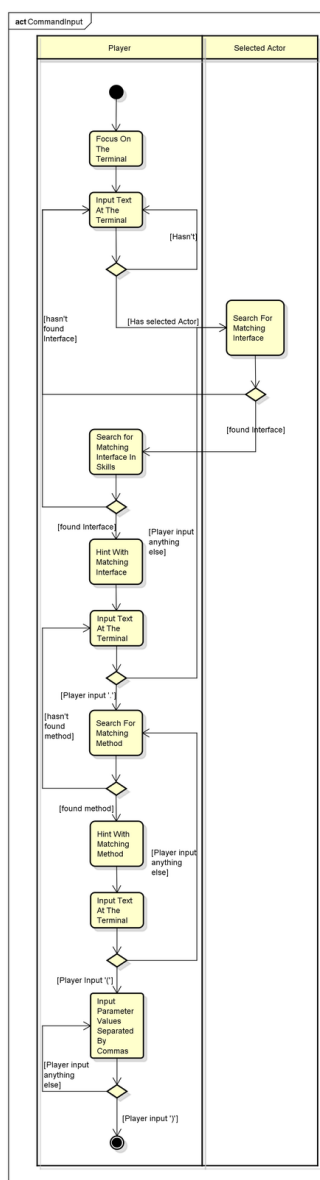 act CommandInput
Player
Selected Actor
Focus On
The
Terminal
Input Text
At The
Terminal
[Hasn't]
[hasn't
found
Interface]
[Has selected Actor]
Search For
Matching
Interface
[found Interface]
Search for
Matching
Interface In
Skills
[found Interface]
[Player input
anything
else]
Hint With
Matching
Interface
Input Text
At The
Terminal
[Player input '.']
[hasn't
found
method]
Search For
Matching
Method
[found method]
Hint With
Matching
Method
[Player input
anything
else]
Input Text
At The
Terminal
[Player Input '(']
Input
Parameter
Values
Separated
By
Commas
[Player input
anything
else]
[Player input ')']